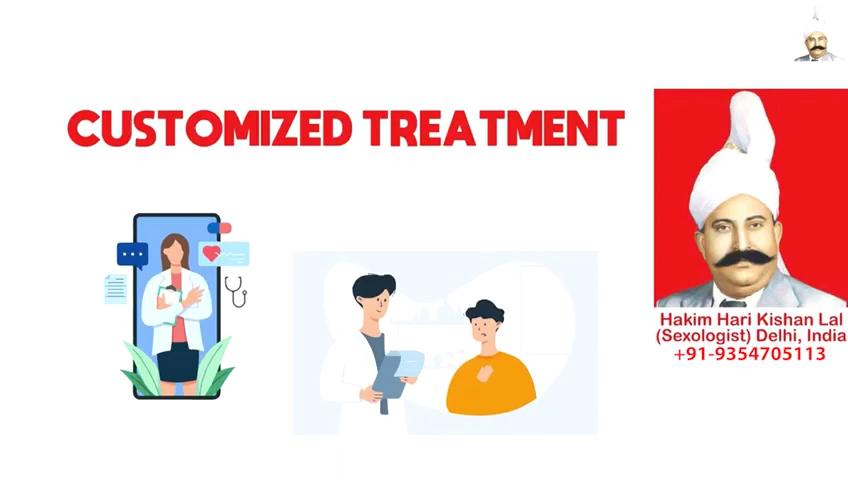 CUSTOMIZED TREATMENT
Hakim Hari Kishan Lal
(Sexologist) Delhi, India
+91-9354705113